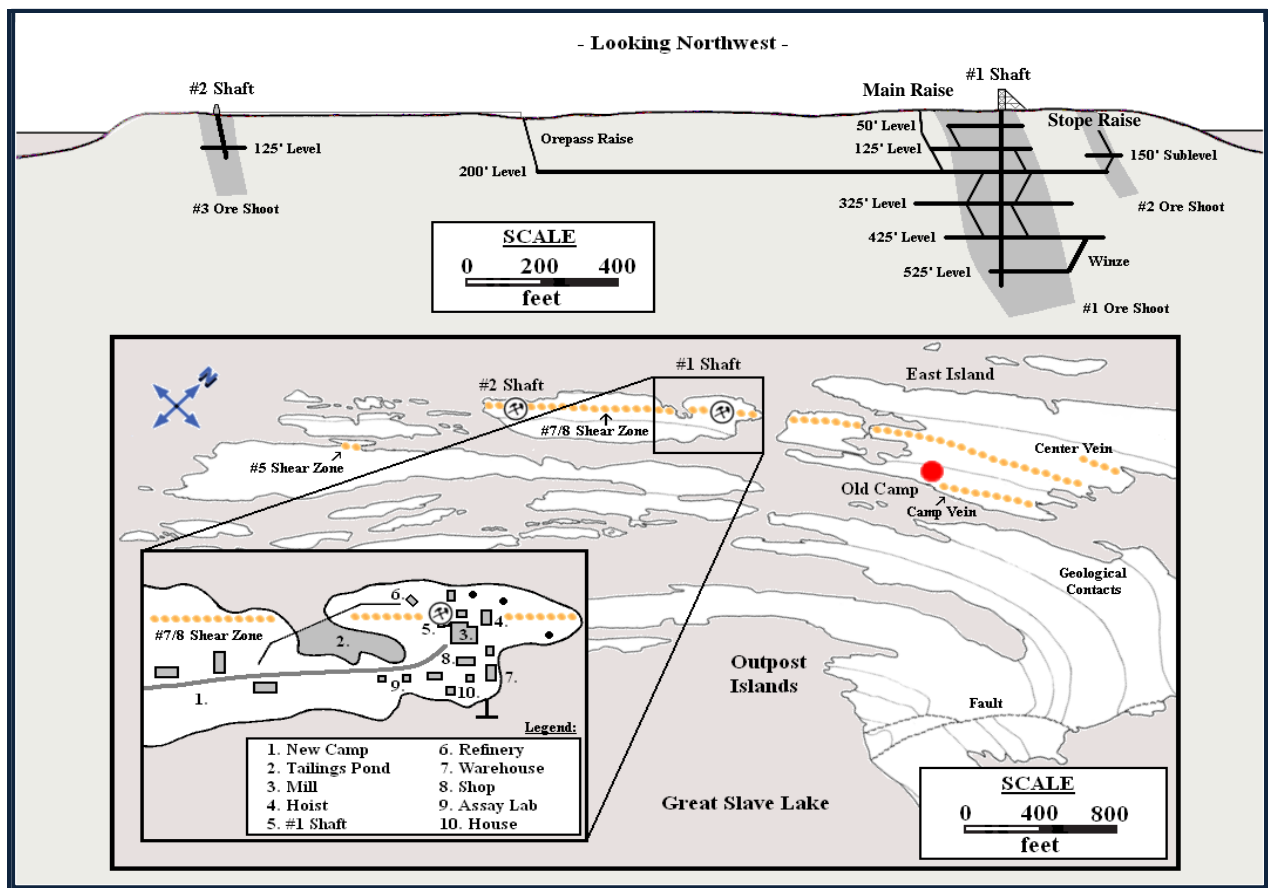 - Looking Northwest -
#2 Shaft
#1 Shaft
Main Raise
50' Level
Stope Raise
125' Level
Orepass Raise
125' Level
150' Sublevel
200' Level
#3 Ore Shoot
325' Level
#2 Ore Shoot
425' Level
Winze
525' Level
#1 Ore Shoot
SCALE
0 200 400
feet
N
#1 Shaft
East Island
#2 Shaft
#7/8 Shear Zone
Center Vein
#5 Shear Zone
Old Camp
Camp Vein
Geological
Contacts
Outpost
Islands
Fault
Great Slave Lake
SCALE
0 400 800
feet
6.
#7/8 Shear Zone
2.
5.
4.
3.
8.
7.
9.
10.
1.
Legend:
1. New Camp
2. Tailings Pond
3. Mill
4. Hoist
5. #1 Shaft
6. Refinery
7. Warehouse
8. Shop
9. Assay Lab
10. House